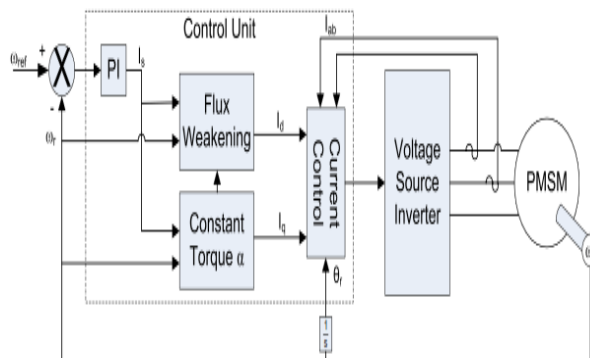 Control Unit
Iab
ωref
+
X
-
PI
Is
Flux
Weakening
Id
ωr
Constant
Torque α
Iq
Current
Control
θr
1
s
Voltage
Source
Inverter
PMSM